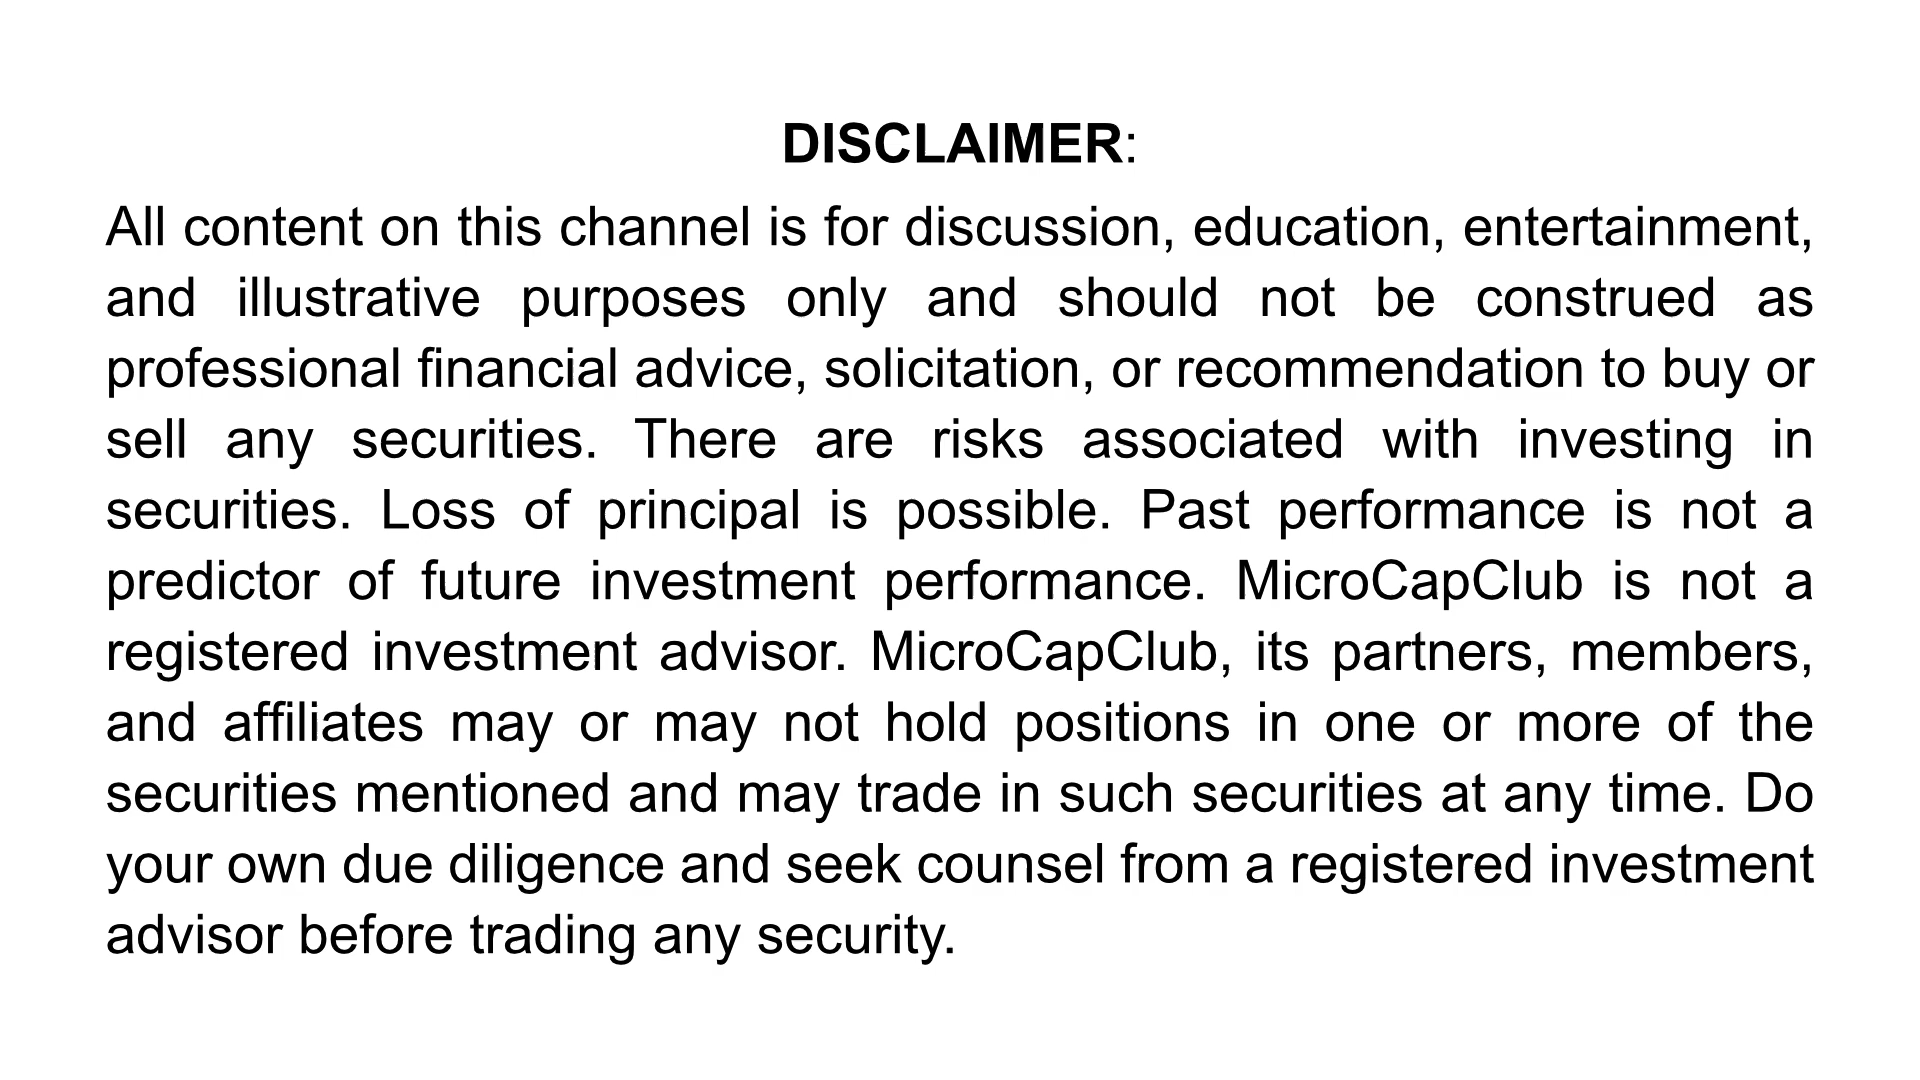 DISCLAIMER:
All content on this channel is for discussion, education, entertainment,
and illustrative purposes only and should not be construed as
professional financial advice, solicitation, or recommendation to buy or
sell any securities. There are risks associated with investing in
securities. Loss of principal is possible. Past performance is not a
predictor of future investment performance. MicroCapClub is not a
registered investment advisor. MicroCapClub, its partners, members,
and affiliates may or may not hold positions in one or more of the
securities mentioned and may trade in such securities at any time. Do
your own due diligence and seek counsel from a registered investment
advisor before trading any security.